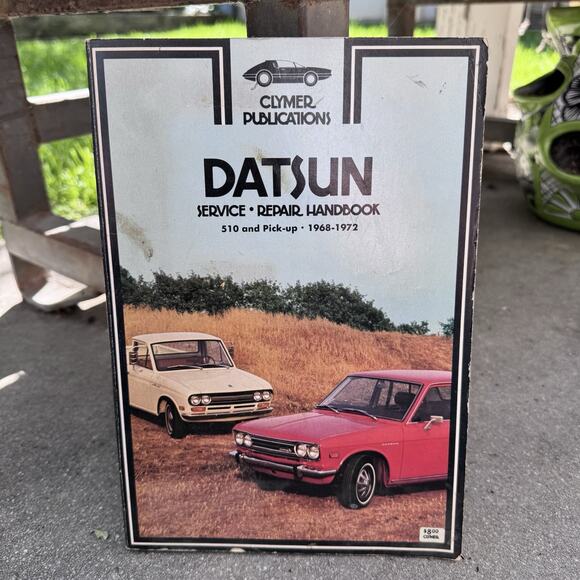 CLYMER
PUBLICATIONS
DATSUN
SERVICE • REPAIR HANDBOOK
510 and Pick-up • 1968-1972
$8.00
CLYMER